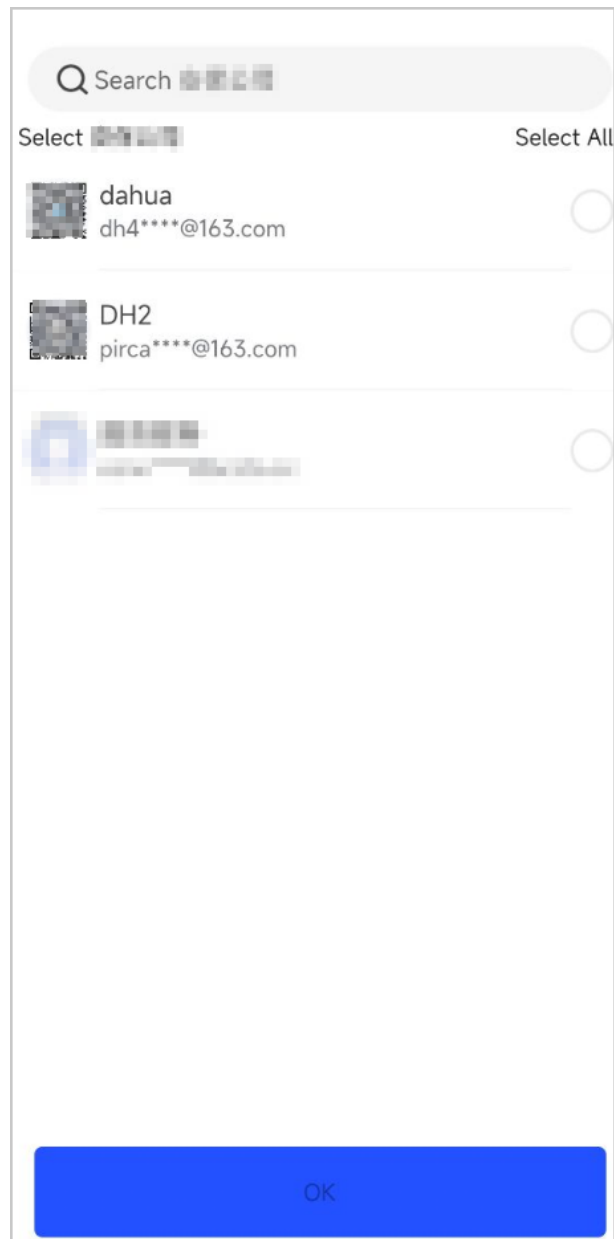 Search
Select
Select All
dahua
dh4****@163.com
DH2
pirca****@163.com
OK